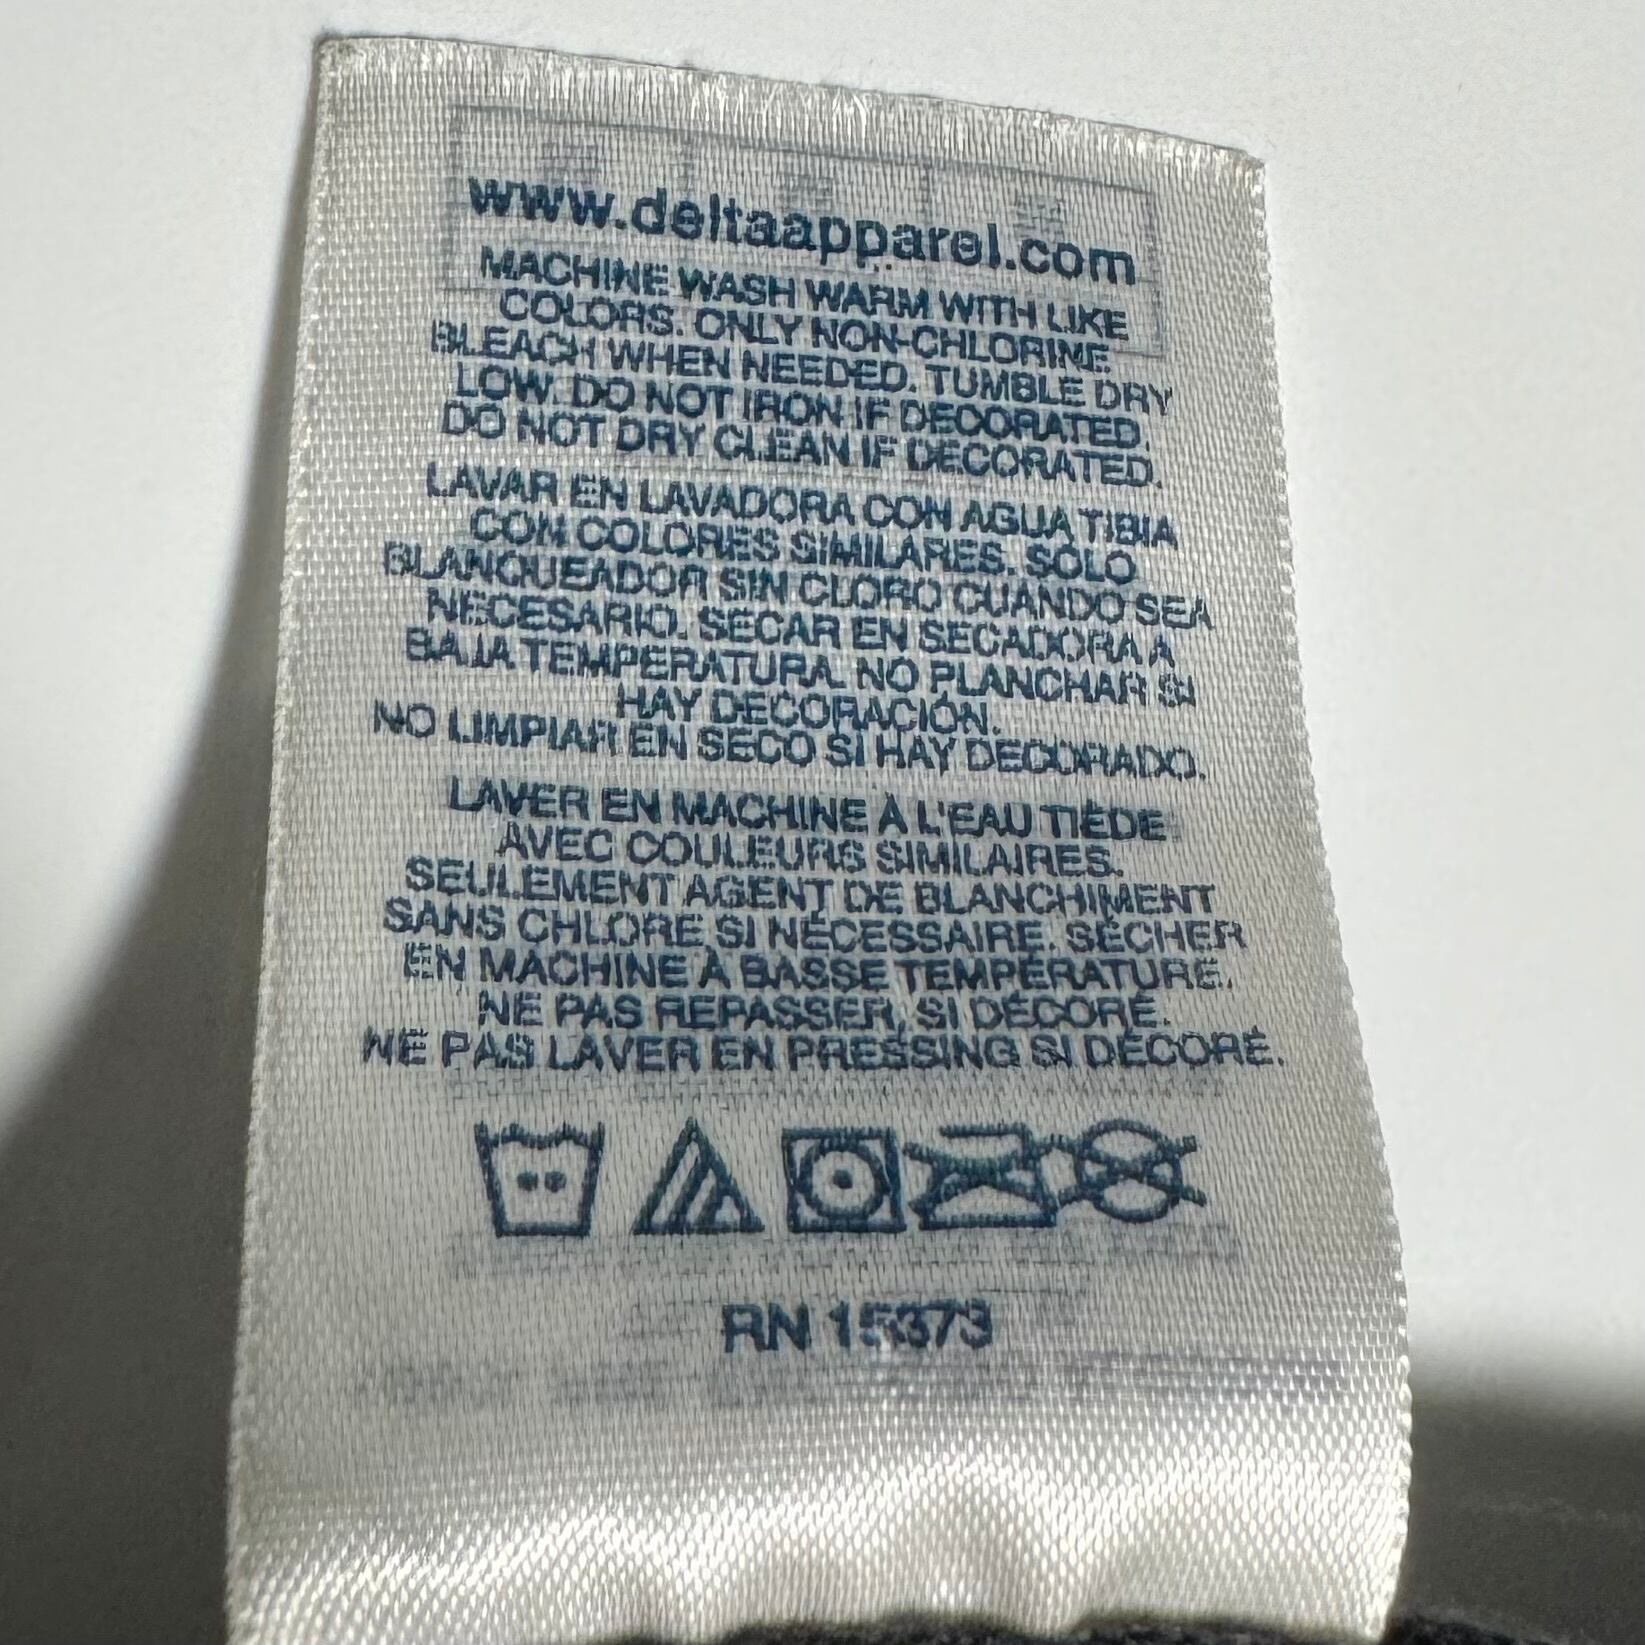 www.deltaapparel.com
MACHINE WASH WARM WITH LIKE
COLORS. ONLY NON-CHLORINE
BLEACH WHEN NEEDED. TUMBLE DRY
LOW. DO NOT IRON IF DECORATED.
DO NOT DRY CLEAN IF DECORATED.
LAVAR EN LAVADORA CON AGUA TIBIA
CON COLORES SIMILARES. SÓLO
BLANQUEADOR SIN CLORO CUANDO SEA
NECESARIO. SECAR EN SECADORA A
BAJA TEMPERATURA. NO PLANCHAR SI
HAY DECORACIÓN.
NO LIMPIAR EN SECO SI HAY DECORADO.
LAVER EN MACHINE À L'EAU TIÈDE
AVEC COULEURS SIMILAIRES.
SEULEMENT AGENT DE BLANCHIMENT
SANS CHLORE SI NÉCESSAIRE. SÉCHER
EN MACHINE À BASSE TEMPÉRATURE.
NE PAS REPASSER, SI DÉCORÉ.
NE PAS LAVER EN PRESSING SI DÉCORÉ.
RN 15373